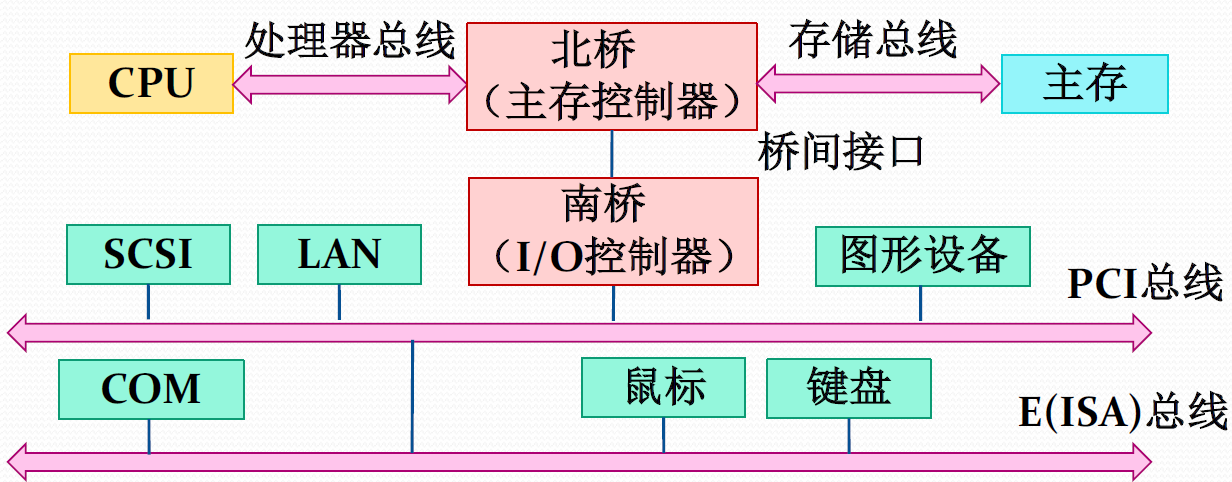 处理器总线
北桥
存储总线
CPU
（主存控制器）
主存
桥间接口
南桥
（I/O控制器）
SCSI
LAN
图形设备
PCI总线
COM
鼠标
键盘
E(ISA)总线